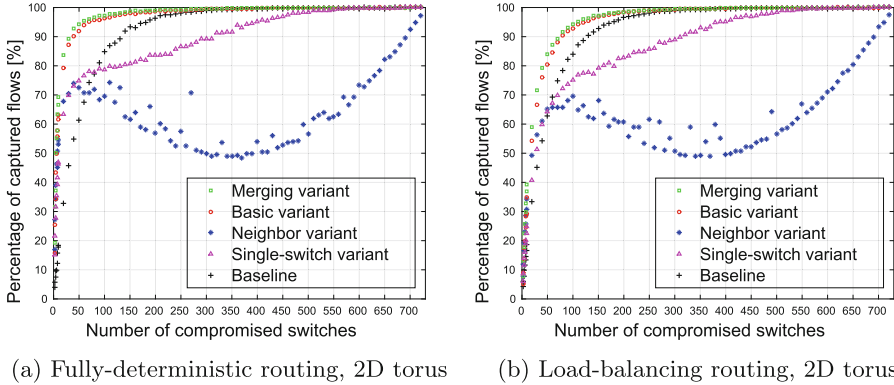 Percentage of captured flows [%]
100
90
80
70
60
50
40
30
20
10
0
Merging variant
Basic variant
Neighbor variant
Single-switch variant
Baseline
0 50 100 150 200 250 300 350 400 450 500 550 600 650 700
Number of compromised switches
(a) Fully-deterministic routing, 2D torus
Percentage of captured flows [%]
100
90
80
70
60
50
40
30
20
10
0
Merging variant
Basic variant
Neighbor variant
Single-switch variant
Baseline
0 50 100 150 200 250 300 350 400 450 500 550 600 650 700
Number of compromised switches
(b) Load-balancing routing, 2D torus